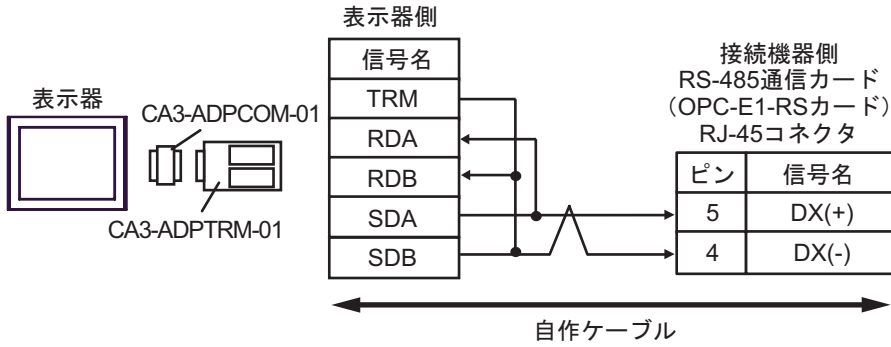 表示器
CA3-ADPCOM-01
CA3-ADPTRM-01
表示器側
信号名
TRM
RDA
RDB
SDA
SDB
接続機器側
RS-485通信カード
（OPC-E1-RSカード）
RJ-45コネクタ
ピン 信号名
5 DX(+)
4 DX(-)
自作ケーブル